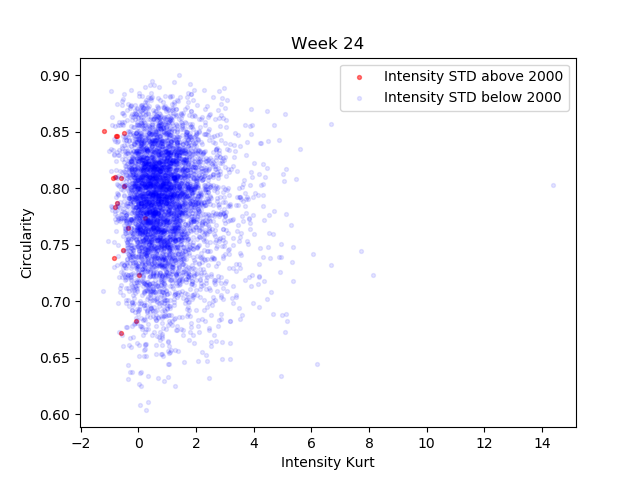 Week 24
Intensity STD above 2000
Intensity STD below 2000
0.90
0.85
0.80
0.75
0.70
0.65
0.60
Circularity
−2 0 2 4 6 8 10 12 14
Intensity Kurt